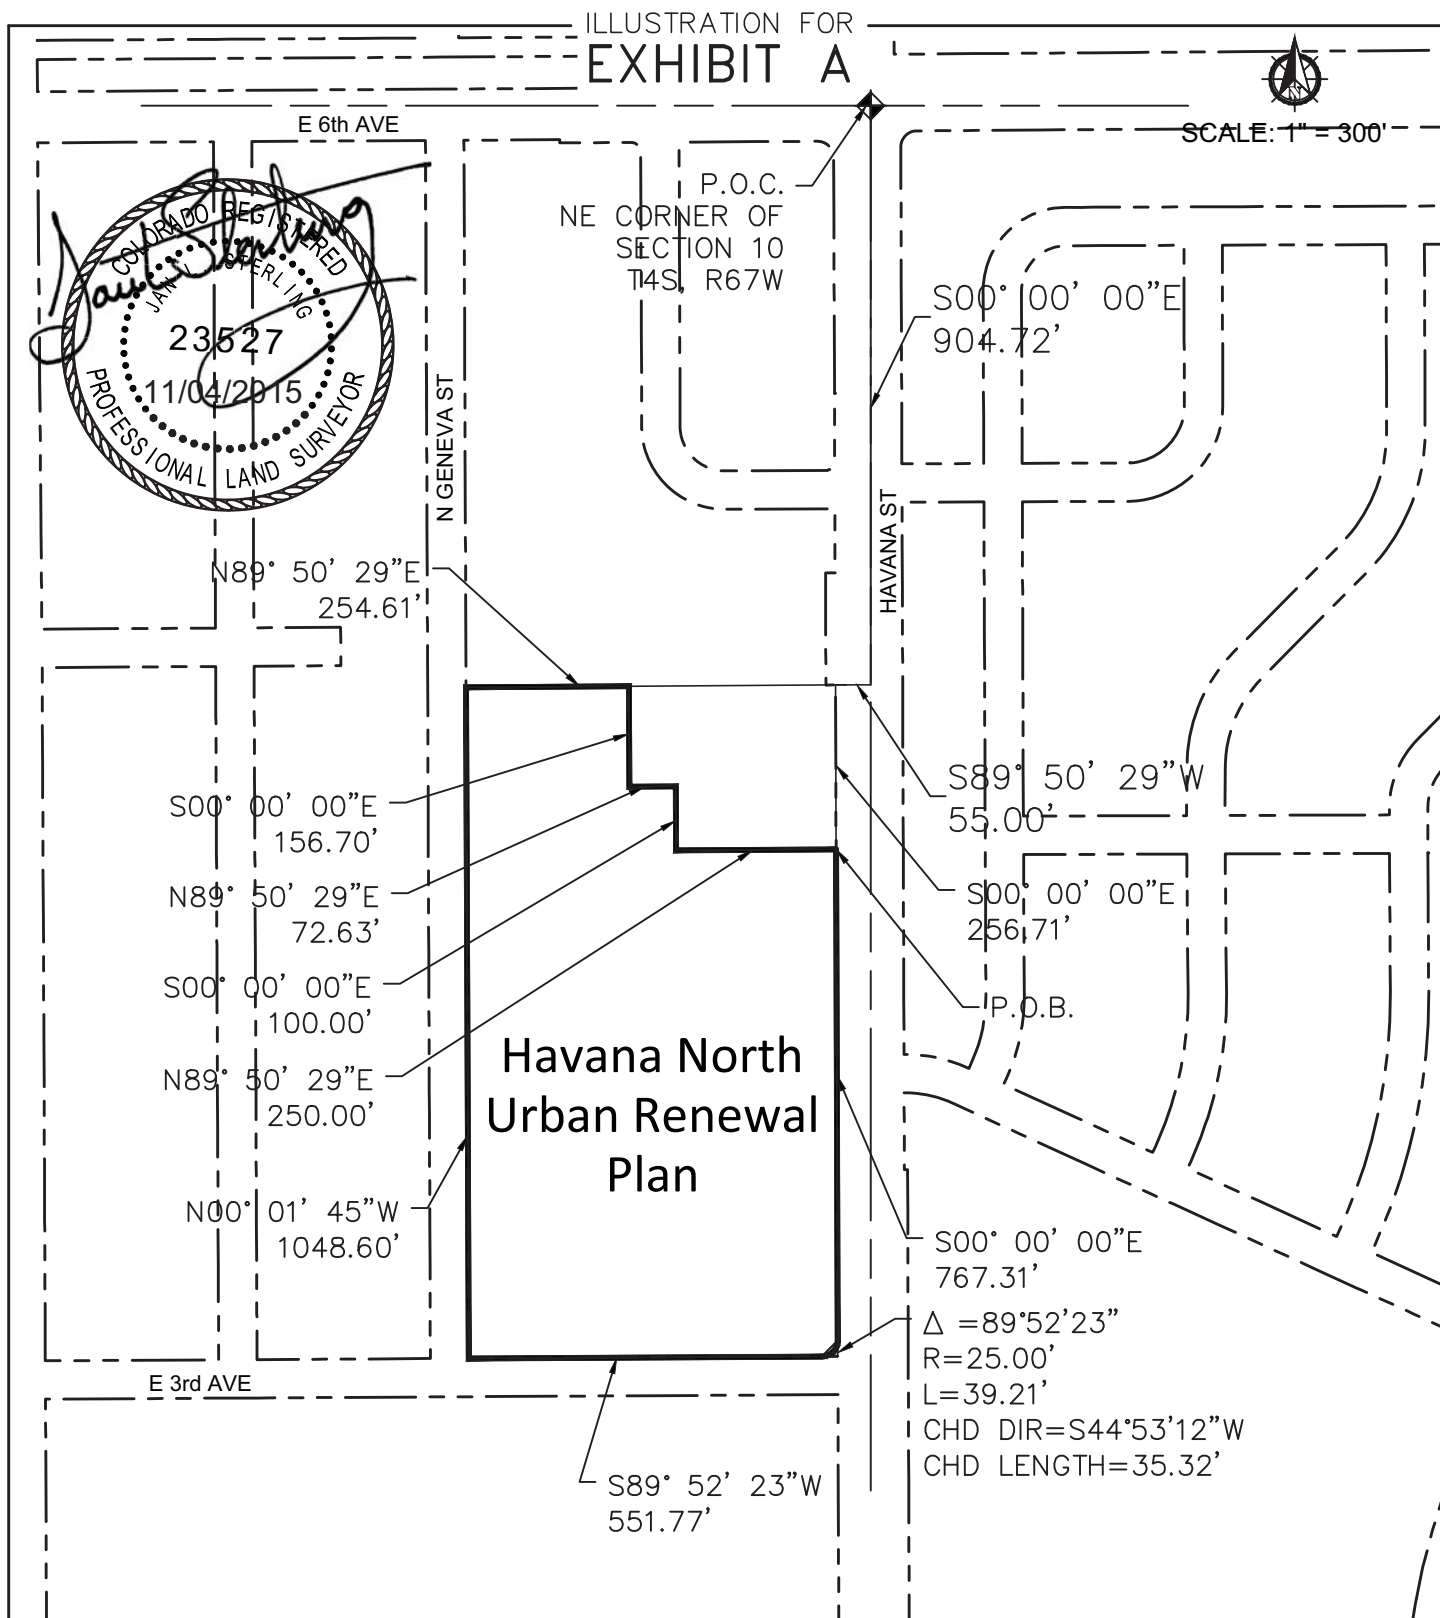 ILLUSTRATION FOR
EXHIBIT A
E 6th AVE
SCALE: 1" = 300'
N
P.O.C.
NE CORNER OF
SECTION 10
T4S, R67W
COLORADO REGISTERED
JAN L STERLING
23527
11/04/2015
PROFESSIONAL LAND SURVEYOR
S00° 00' 00"E
904.72'
N GENEVA ST
HAVANA ST
N89° 50' 29"E
254.61'
S89° 50' 29"W
55.00'
S00° 00' 00"E
156.70'
N89° 50' 29"E
72.63'
S00° 00' 00"E
256.71'
S00° 00' 00"E
100.00'
P.O.B.
N89° 50' 29"E
250.00'
Havana North
Urban Renewal
Plan
N00° 01' 45"W
1048.60'
S00° 00' 00"E
767.31'
Δ =89°52'23"
R=25.00'
L=39.21'
CHD DIR=S44°53'12"W
CHD LENGTH=35.32'
E 3rd AVE
S89° 52' 23"W
551.77'